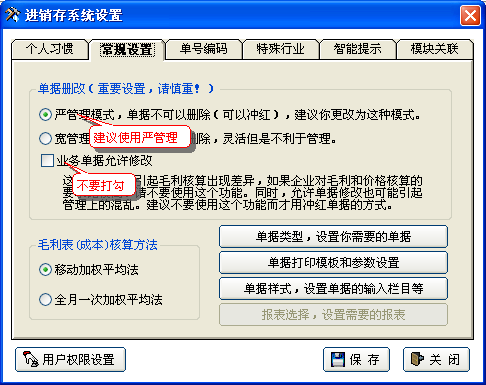 进销存系统设置
个人习惯 常规设置 单号编码 特殊行业 智能提示 模块关联
单据删改(重要设置,请慎重!)
严管理模式,单据不可以删除(可以冲红),建议你更改为这种模式。
建议使用严管理
宽管理 删除,灵活但是不利于管理。
业务单据允许修改
不要打勾
这 引起毛利核算出现差异,如果企业对毛利和价格核算的
要 请不要使用这个功能。同时,允许单据修改也可能引起
管理上的混乱。建议不要使用这个功能而才用冲红单据的方式。
毛利表(成本)核算方法
移动加权平均法
全月一次加权平均法
单据类型,设置你需要的单据
单据打印模板和参数设置
单据样式,设置单据的输入栏目等
报表选择,设置需要的报表
用户权限设置 保 存 关 闭